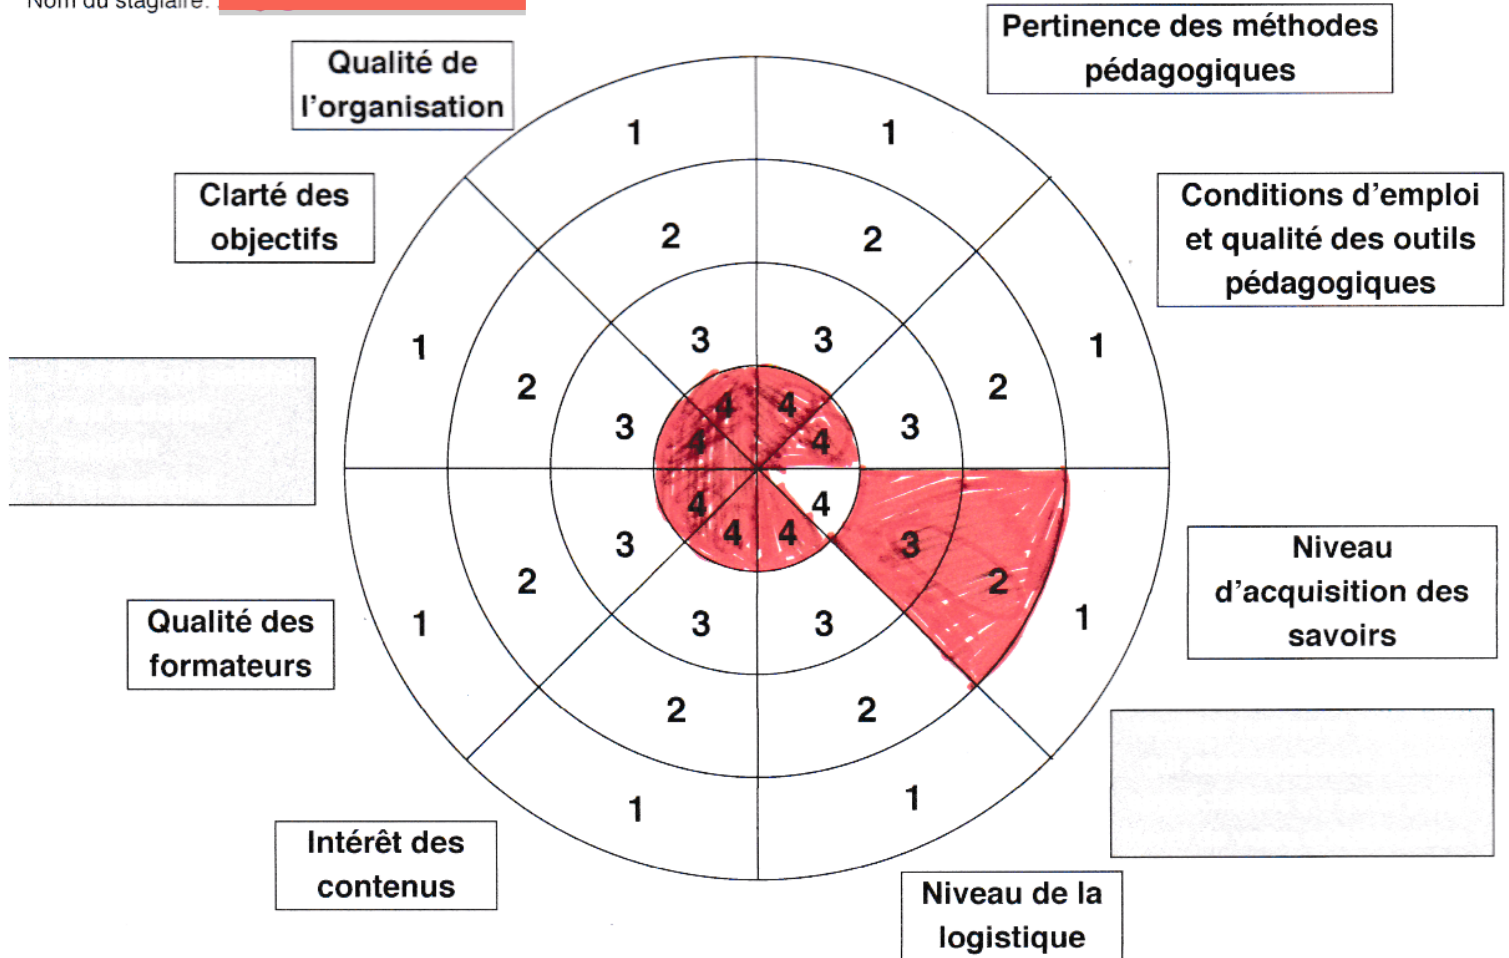 Nom du stagiaire:
Pertinence des méthodes
pédagogiques
Qualité de
l'organisation
Clarté des
objectifs
Conditions d'emploi
et qualité des outils
pédagogiques
1
1
2
2
1
1
3
3
2
2
3
3
4
4
4
4
4
4
4
4
3
3
2
2
1
1
3
3
2
2
1
1
Niveau
d'acquisition des
savoirs
Qualité des
formateurs
Intérêt des
contenus
Niveau de la
logistique